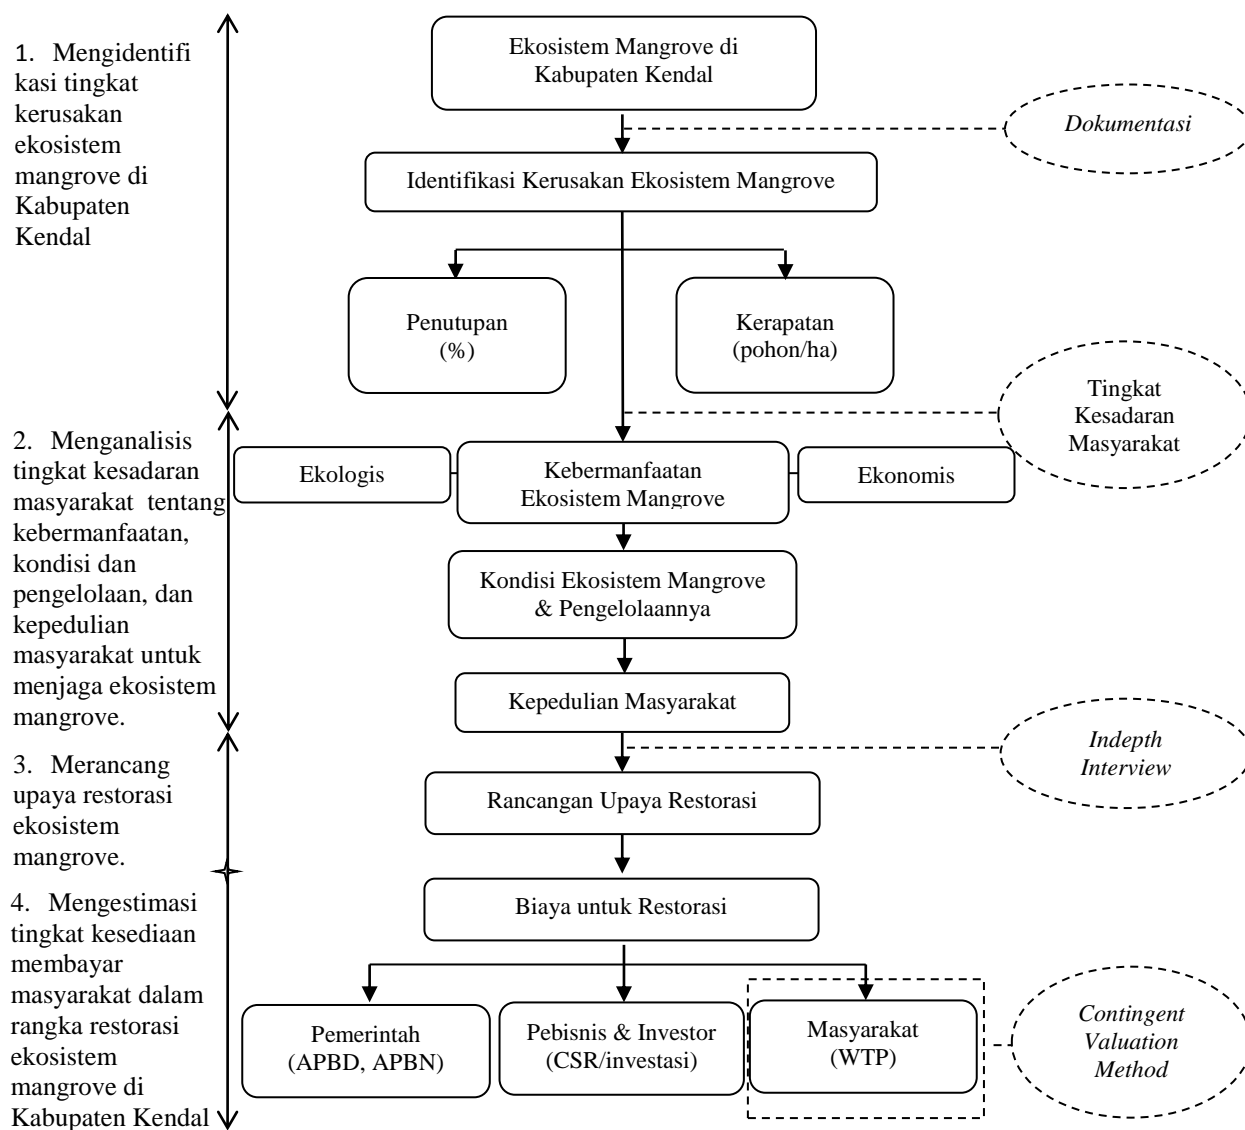 1. Mengidentifi
kasi tingkat
kerusakan
ekosistem
mangrove di
Kabupaten
Kendal
Ekosistem Mangrove di
Kabupaten Kendal
Dokumentasi
Identifikasi Kerusakan Ekosistem Mangrove
Penutupan
(%)
Kerapatan
(pohon/ha)
Tingkat
Kesadaran
Masyarakat
2. Menganalisis
tingkat kesadaran
masyarakat tentang
kebermanfaatan,
kondisi dan
pengelolaan, dan
kepedulian
masyarakat untuk
menjaga ekosistem
mangrove.
Ekologis
Kebermanfaatan
Ekosistem Mangrove
Ekonomis
Kondisi Ekosistem Mangrove
& Pengelolaannya
Kepedulian Masyarakat
Indepth
Interview
3. Merancang
upaya restorasi
ekosistem
mangrove.
Rancangan Upaya Restorasi
4. Mengestimasi
tingkat kesediaan
membayar
masyarakat dalam
rangka restorasi
ekosistem
mangrove di
Kabupaten Kendal
Biaya untuk Restorasi
Pemerintah
(APBD, APBN)
Pebisnis & Investor
(CSR/investasi)
Masyarakat
(WTP)
Contingent
Valuation
Method